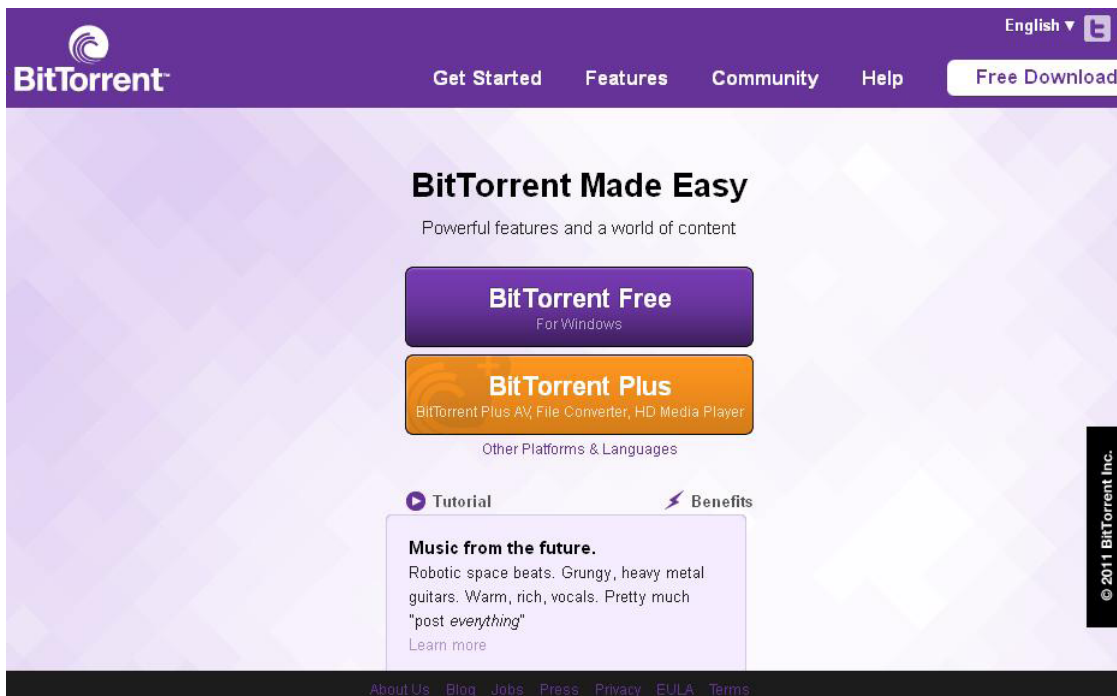 English ▼
BitTorrent™
Get Started Features Community Help Free Download
BitTorrent Made Easy
Powerful features and a world of content
BitTorrent Free
For Windows
BitTorrent Plus
BitTorrent Plus AV, File Converter, HD Media Player
Other Platforms & Languages
Tutorial Benefits
Music from the future.
Robotic space beats. Grungy, heavy metal
guitars. Warm, rich, vocals. Pretty much
"post everything"
Learn more
© 2011 BitTorrent Inc.
About Us Blog Jobs Press Privacy EULA Terms